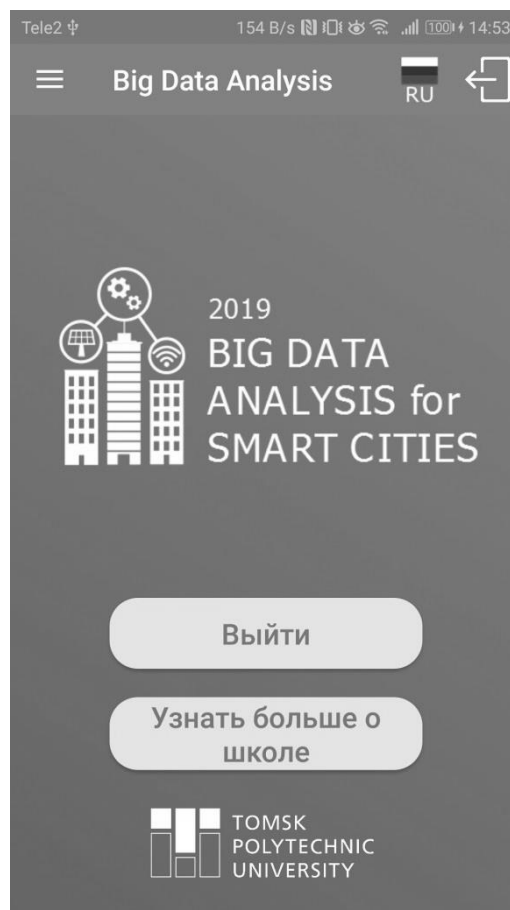 Tele2 154 B/s 100 14:53
Big Data Analysis
RU
2019
BIG DATA
ANALYSIS for
SMART CITIES
Выйти
Узнать больше о
школе
TOMSK
POLYTECHNIC
UNIVERSITY